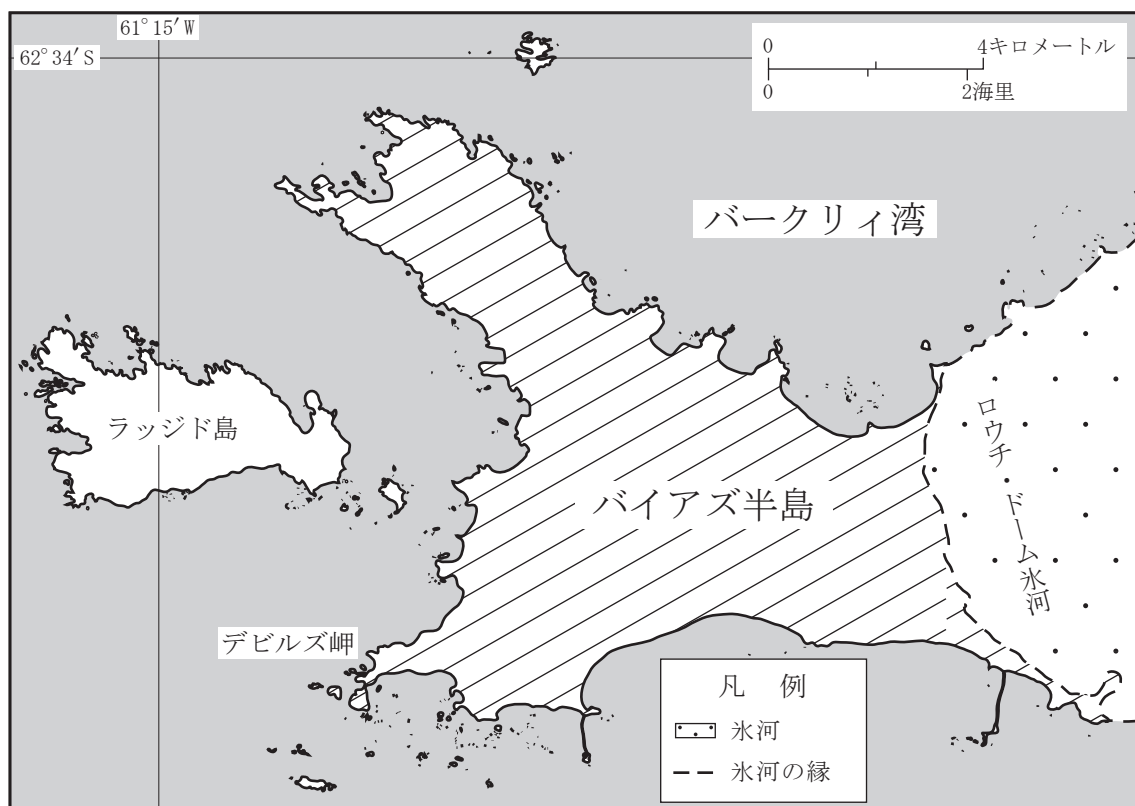 61°15′W
62°34′S
0 4キロメートル
0 2海里
バークリィ湾
ラッジド島
バイアズ半島
ロウチ・ドーム氷河
デビルズ岬
凡 例
氷河
氷河の縁